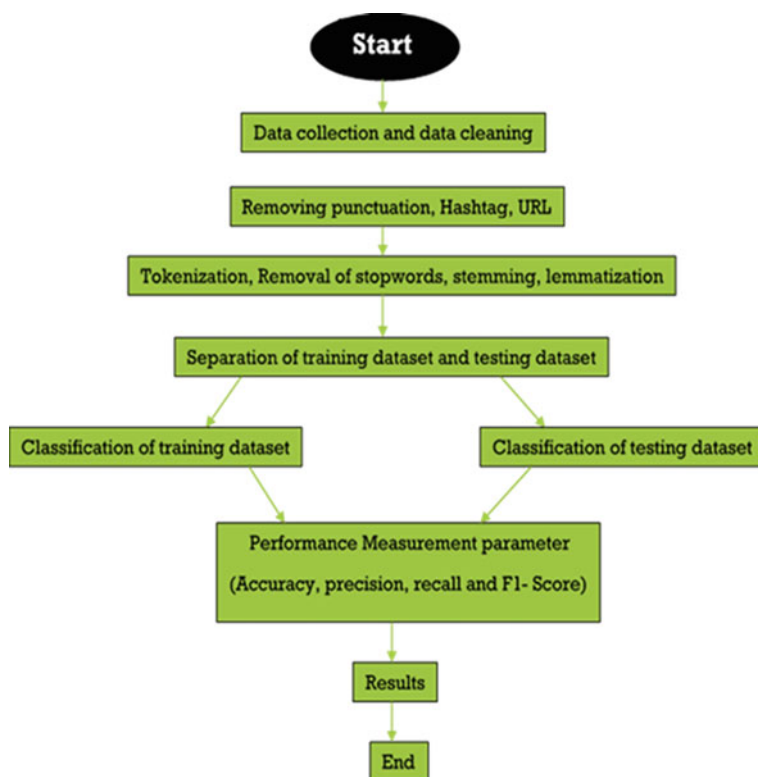 Start
Data collection and data cleaning
Removing punctuation, Hashtag, URL
Tokenization, Removal of stopwords, stemming, lemmatization
Separation of training dataset and testing dataset
Classification of training dataset
Classification of testing dataset
Performance Measurement parameter
(Accuracy, precision, recall and F1- Score)
Results
End